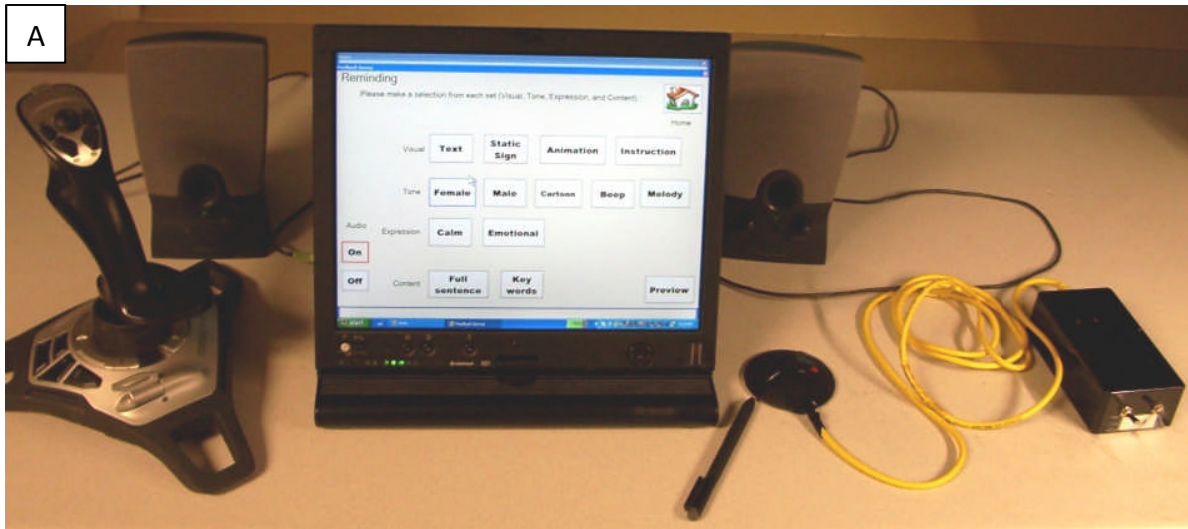 A
Reminding
Please make a selection from each set (Visual, Tone, Expression, and Content)
Home
Visual Text Static Sign Animation Instruction
Tone Female Male Cartoon Beep Melody
Audio Expression Calm Emotional
On
Off Content Full sentence Key words Preview
start